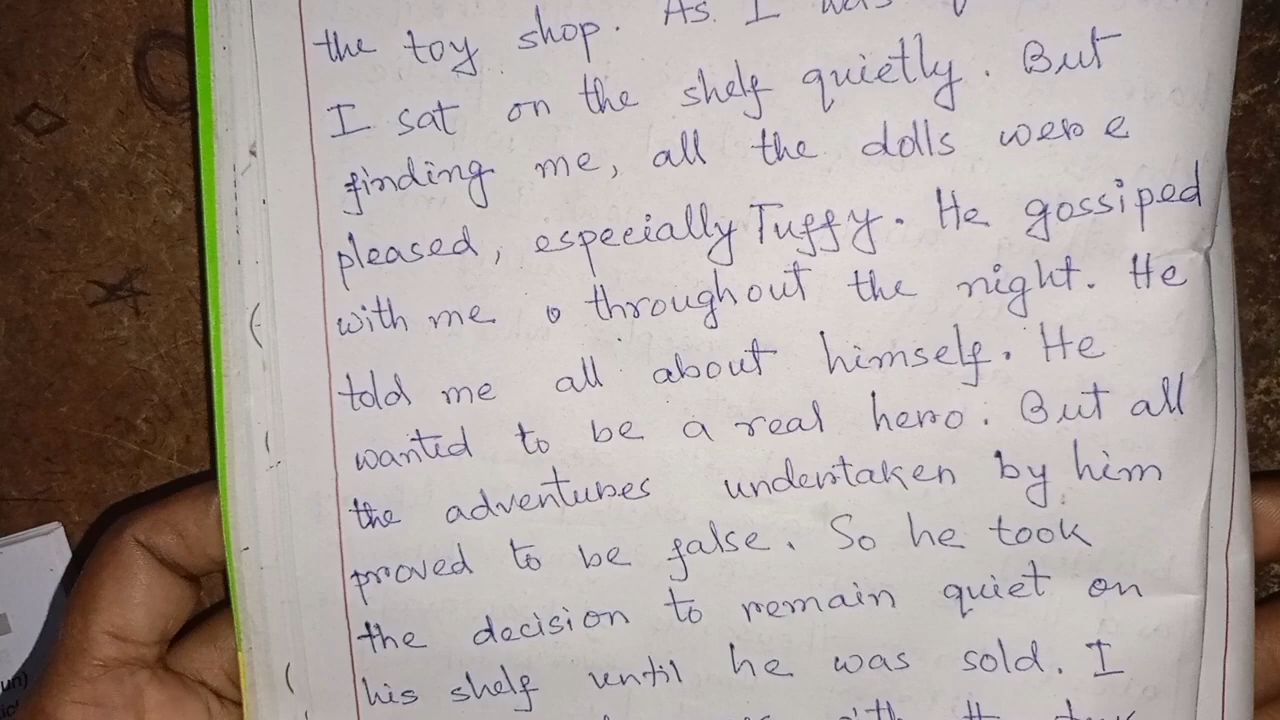 the toy shop. As I was
I sat on the shelf quietly. But
finding me, all the dolls were
pleased, especially Tuffy. He gossiped
with me throughout the night. He
told me all about himself. He
wanted to be a real hero. But all
the adventures undertaken by him
proved to be false. So he took
the decision to remain quiet on
his shelf until he was sold. I